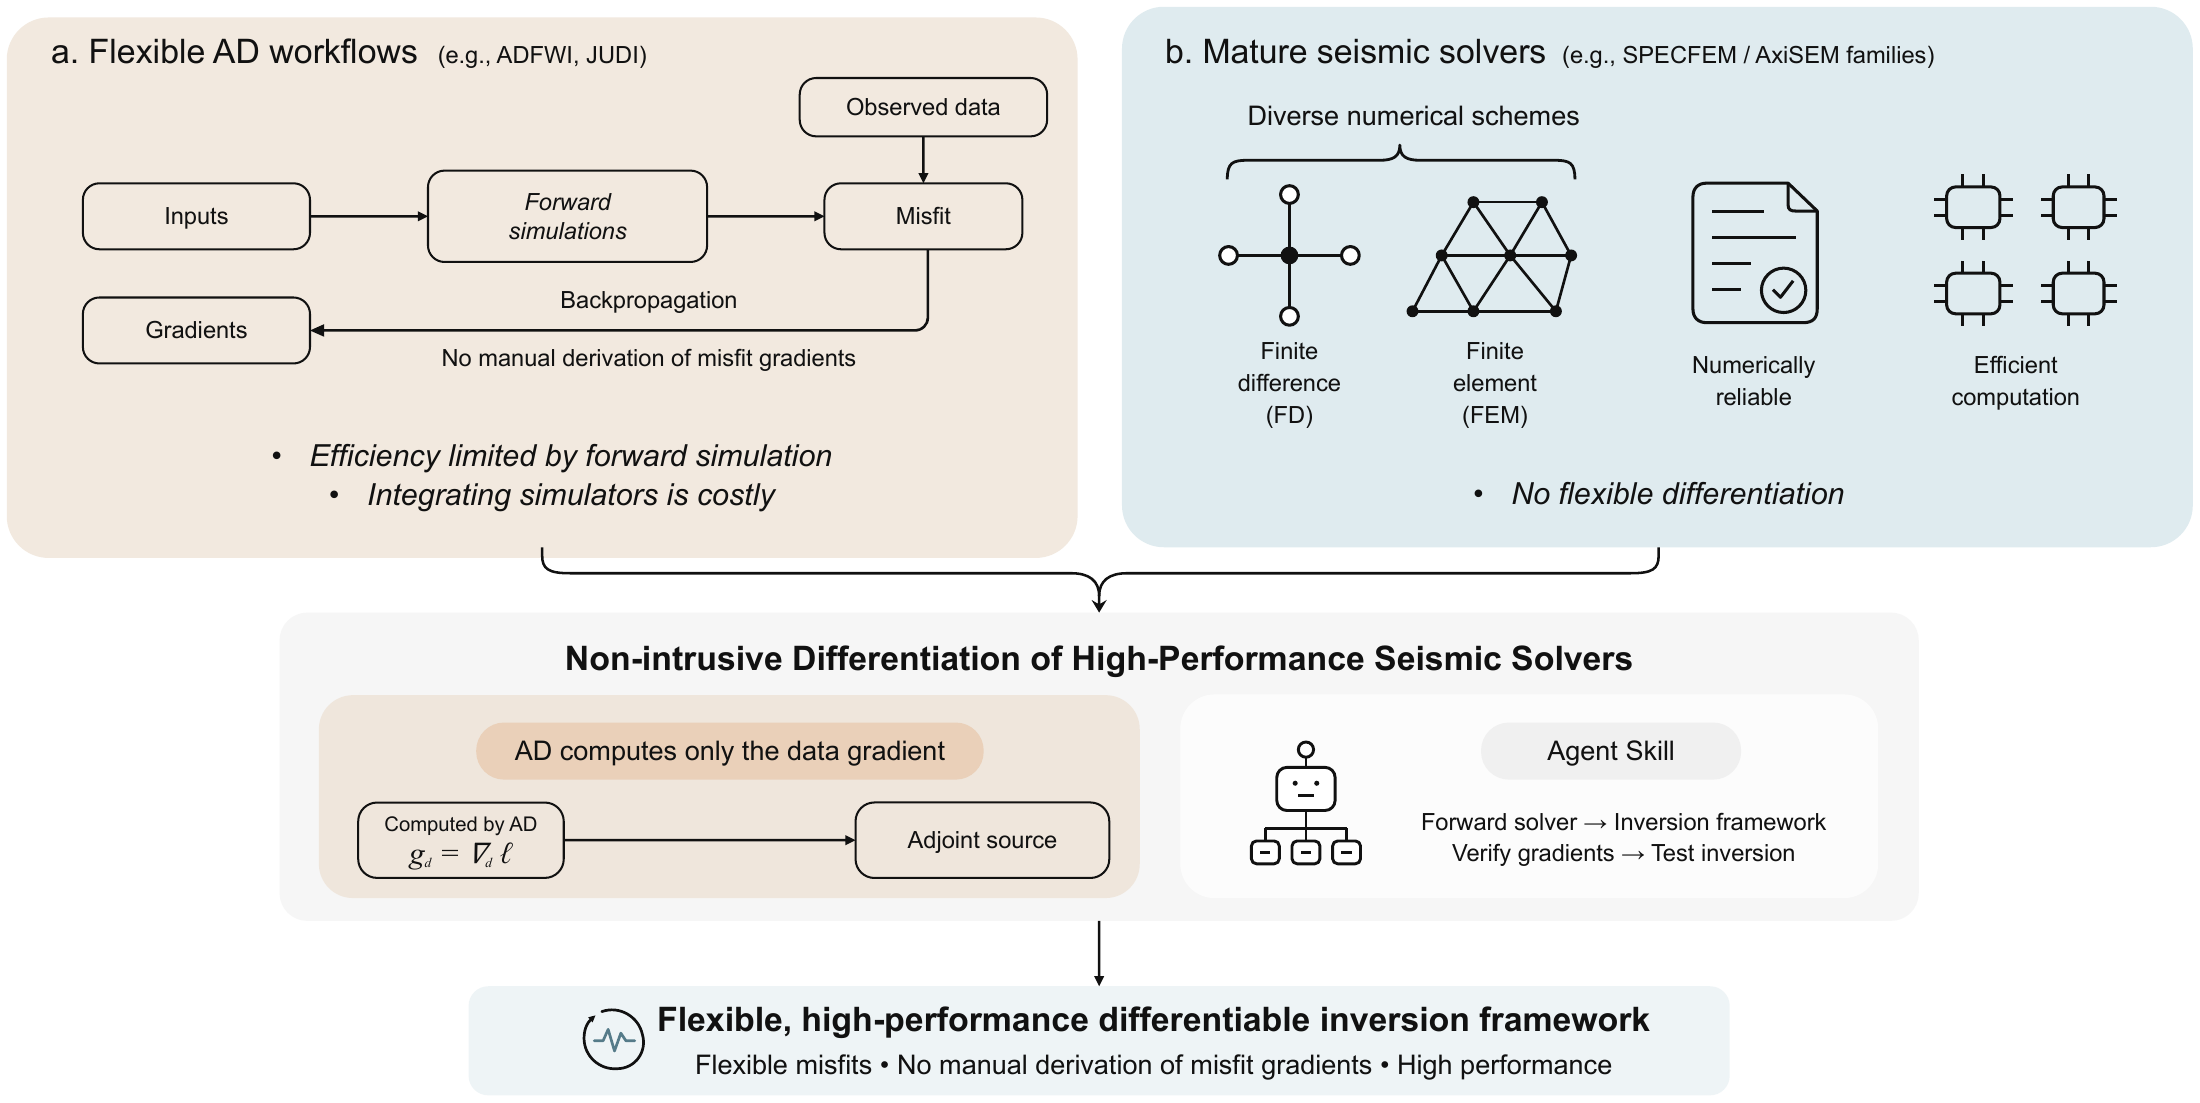 a. Flexible AD workflows (e.g., ADFWI, JUDI)
Observed data
Inputs
Forward
simulations
Misfit
Backpropagation
Gradients
No manual derivation of misfit gradients
• Efficiency limited by forward simulation
• Integrating simulators is costly
b. Mature seismic solvers (e.g., SPECFEM / AxiSEM families)
Diverse numerical schemes
Finite
difference
(FD)
Finite
element
(FEM)
Numerically
reliable
Efficient
computation
• No flexible differentiation
Non-intrusive Differentiation of High-Performance Seismic Solvers
AD computes only the data gradient
Computed by AD
g_d = ∇_d ℓ
Adjoint source
Agent Skill
Forward solver → Inversion framework
Verify gradients → Test inversion
Flexible, high-performance differentiable inversion framework
Flexible misfits • No manual derivation of misfit gradients • High performance